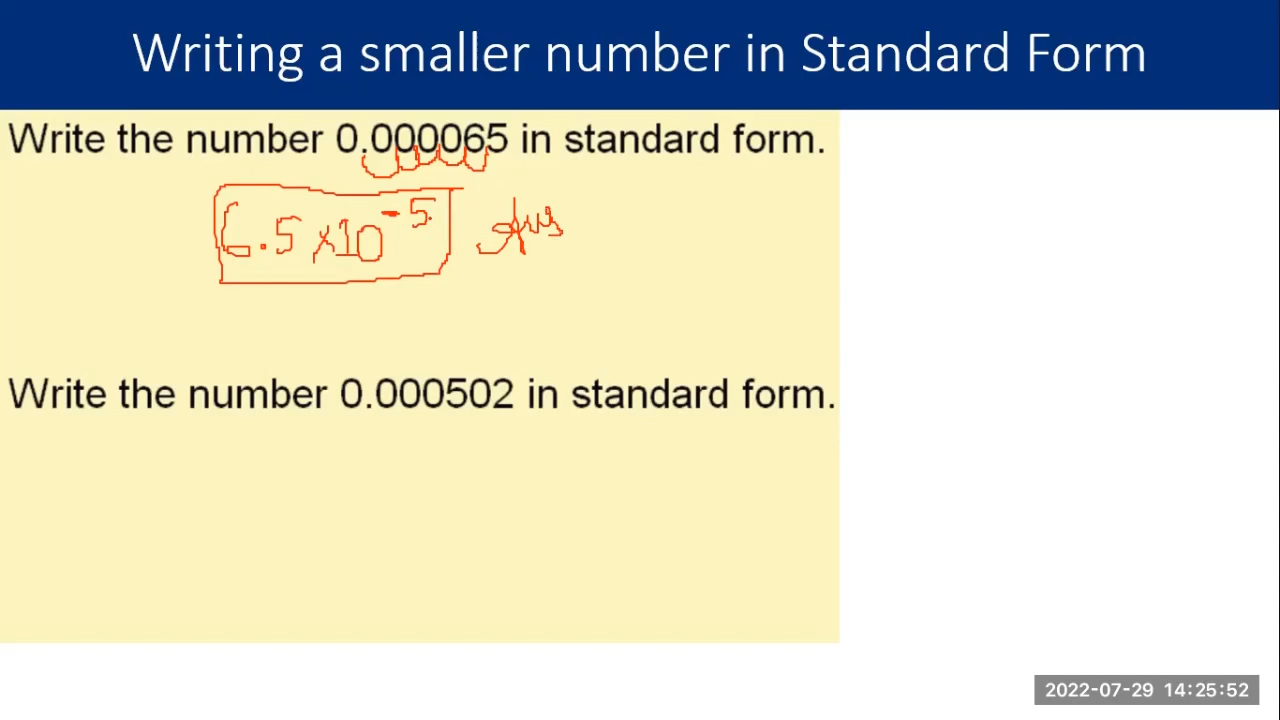 Writing a smaller number in Standard Form
Write the number 0.000065 in standard form.
6.5 x 10^-5 Ans
Write the number 0.000502 in standard form.
2022-07-29 14:25:52